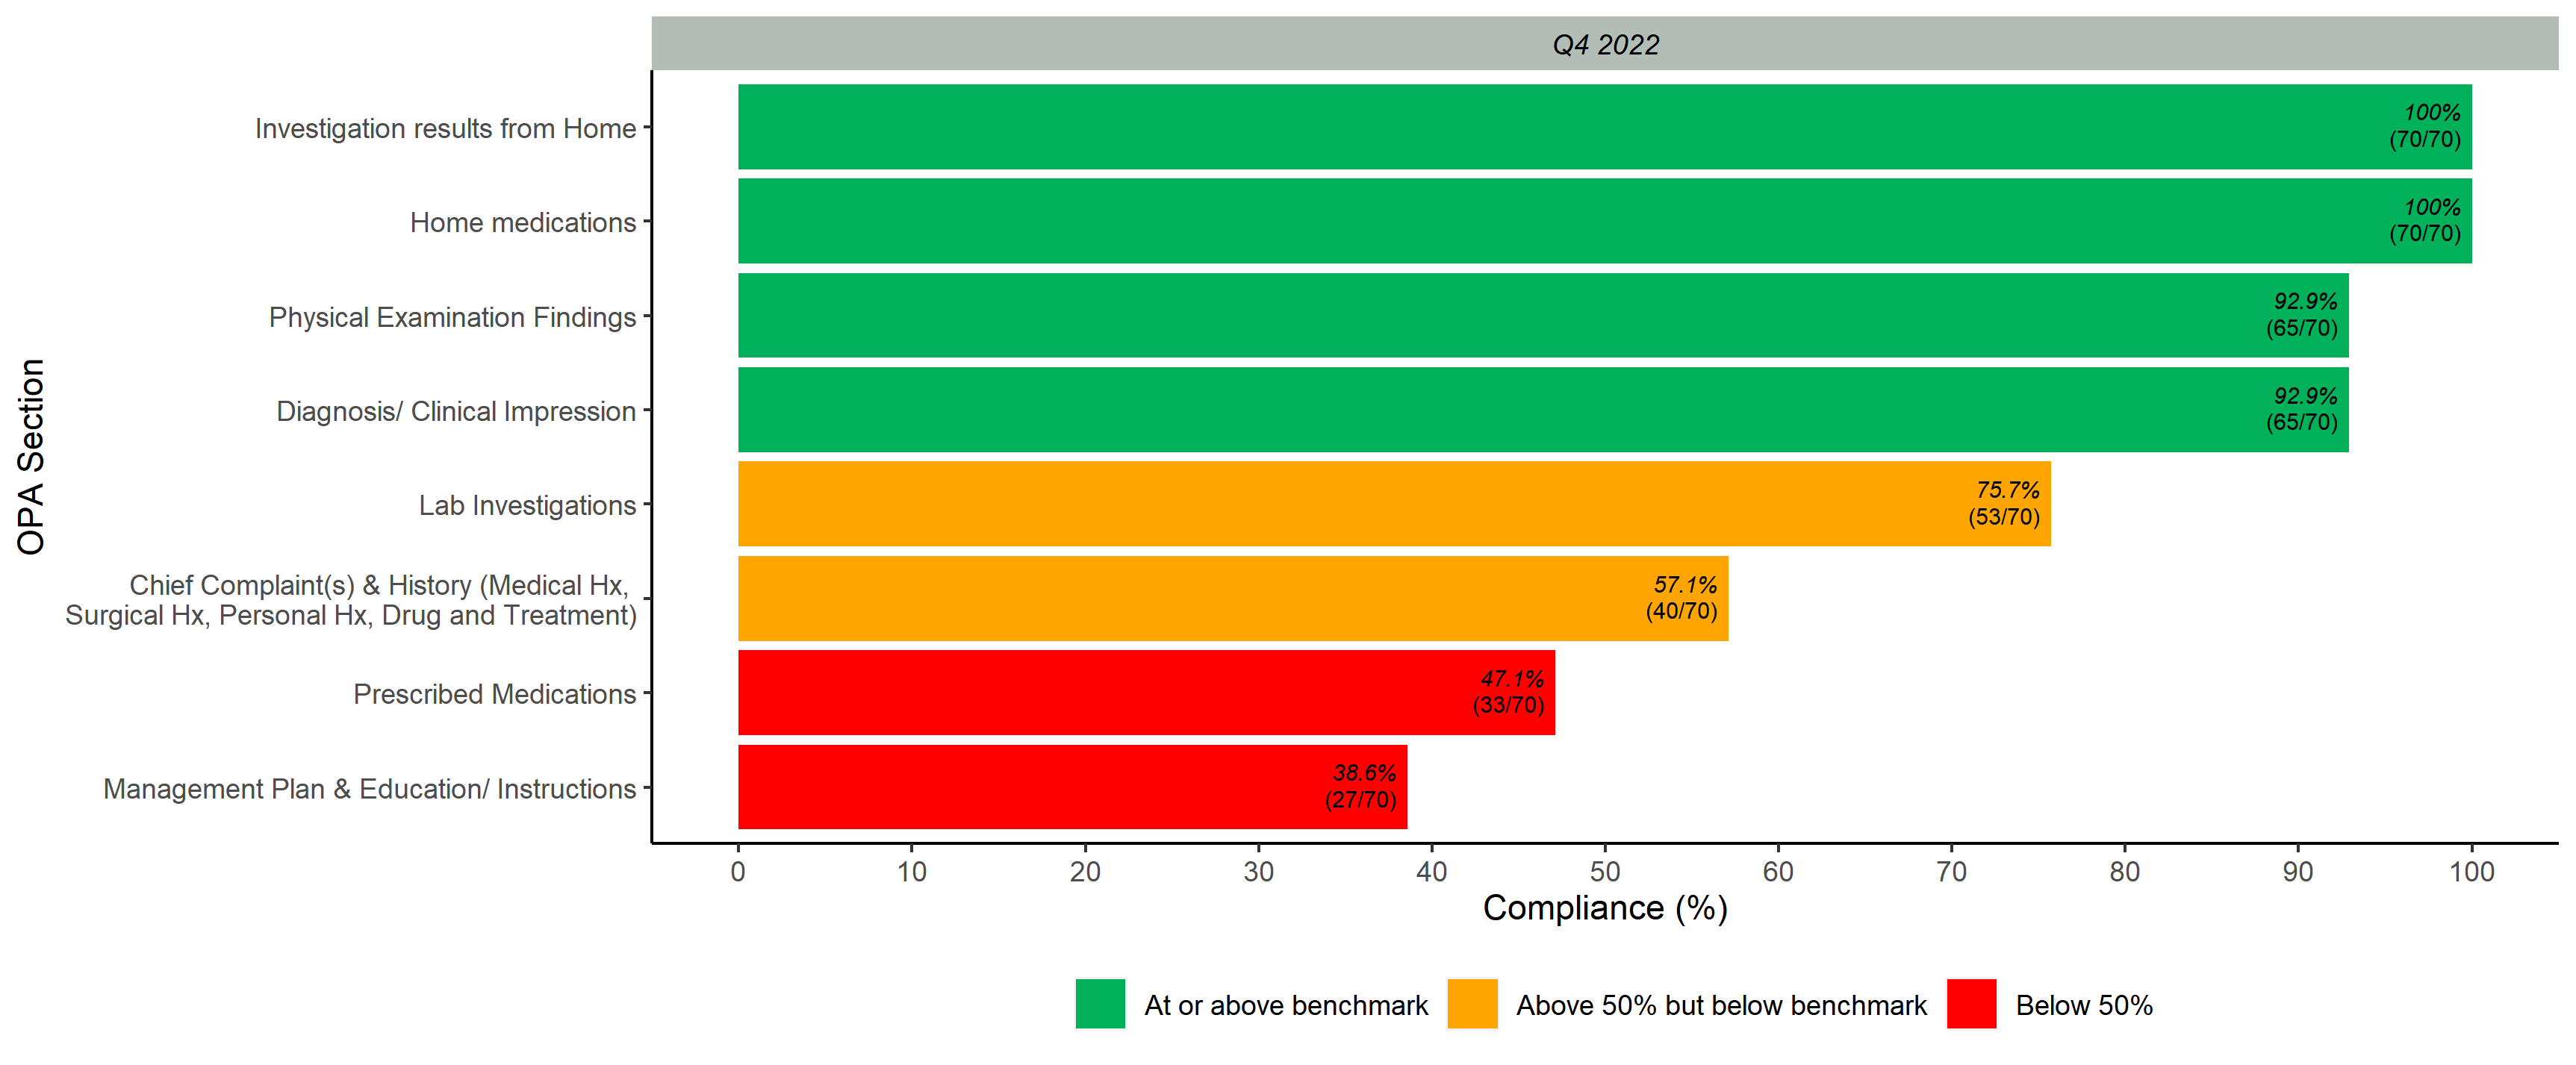 Q4 2022
OPA Section
Investigation results from Home
100%
(70/70)
Home medications
100%
(70/70)
Physical Examination Findings
92.9%
(65/70)
Diagnosis/ Clinical Impression
92.9%
(65/70)
Lab Investigations
75.7%
(53/70)
Chief Complaint(s) & History (Medical Hx,
Surgical Hx, Personal Hx, Drug and Treatment)
57.1%
(40/70)
Prescribed Medications
47.1%
(33/70)
Management Plan & Education/ Instructions
38.6%
(27/70)
0 10 20 30 40 50 60 70 80 90 100
Compliance (%)
At or above benchmark Above 50% but below benchmark Below 50%